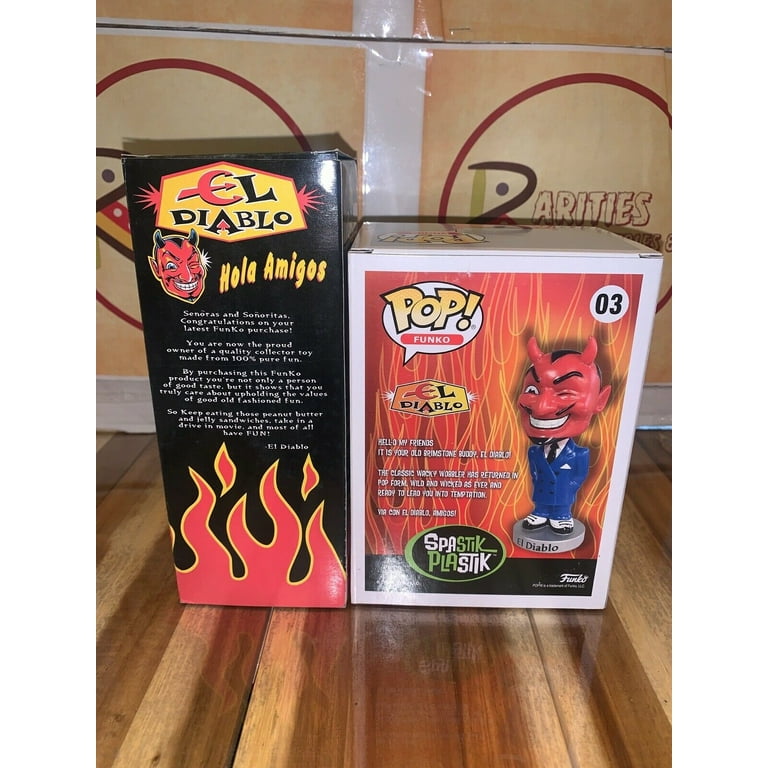 EL
DIABLO
Hola Amigos
Senoras and Soñoritas,
Congratulations on your
latest FunKo purchase!
You are now the proud
owner of a quality collector toy
made from 100% pure fun.
By purchasing this FunKo
product you're not only a person
of good taste, but it shows that you
truly care about upholding the values
of good old fashioned fun.
So Keep eating those peanut butter
and jelly sandwiches, take in a
drive in movie, and most of all
have FUN!
-El Diablo
RARITIES
POP!
FUNKO
03
EL
DIABLO
HELL-O MY FRIENDS
IT IS YOUR OLD BRIMSTONE BUDDY, EL DIABLO!
THE CLASSIC WACKY WOBBLER HAS RETURNED IN
POP FORM, WILD AND WICKED AS EVER AND
READY TO LEAD YOU INTO TEMPTATION.
VIA CON EL DIABLO, AMIGOS!
SPASTIK
PLASTIK
El Diablo
Funko